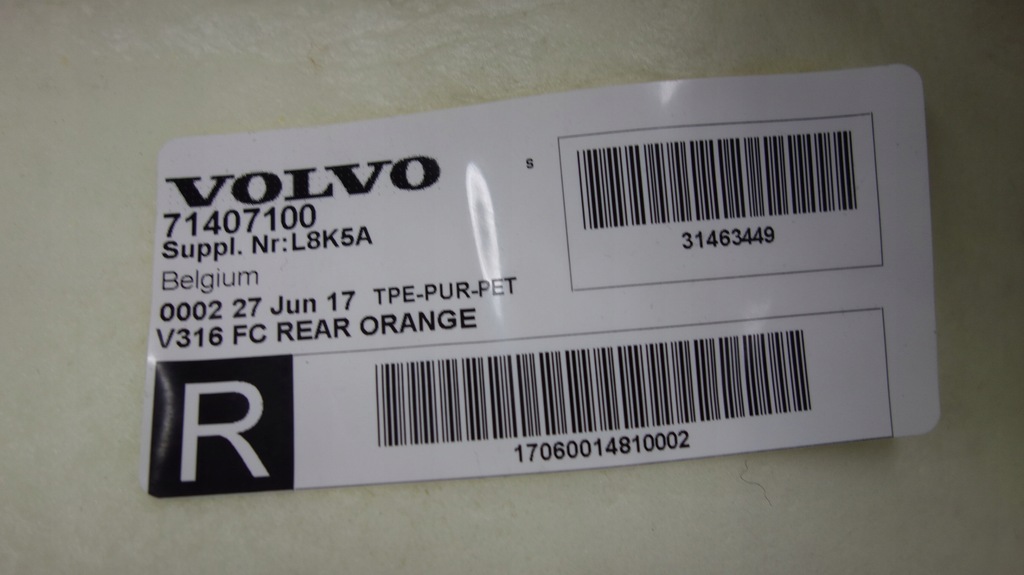 VOLVO
71407100
Suppl. Nr:L8K5A
Belgium
0002 27 Jun 17 TPE-PUR-PET
V316 FC REAR ORANGE
s
31463449
R
17060014810002